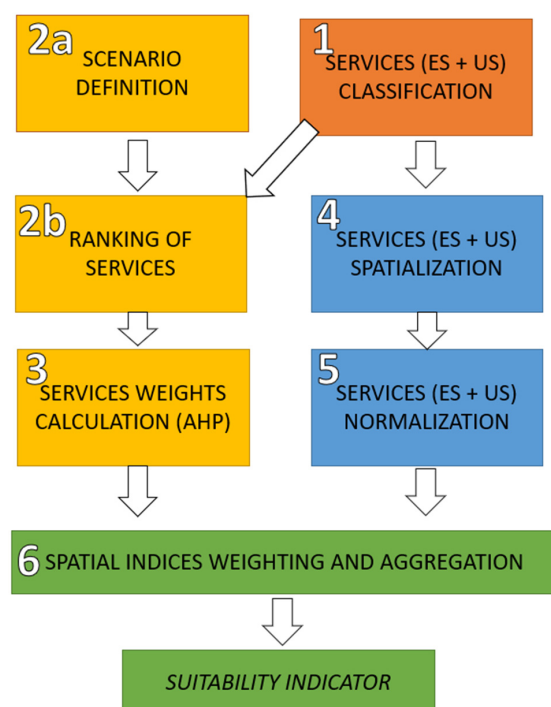 2a
SCENARIO
DEFINITION
1
SERVICES (ES + US)
CLASSIFICATION
2b
RANKING OF
SERVICES
4
SERVICES (ES + US)
SPATIALIZATION
3
SERVICES WEIGHTS
CALCULATION (AHP)
5
SERVICES (ES + US)
NORMALIZATION
6 SPATIAL INDICES WEIGHTING AND AGGREGATION
SUITABILITY INDICATOR